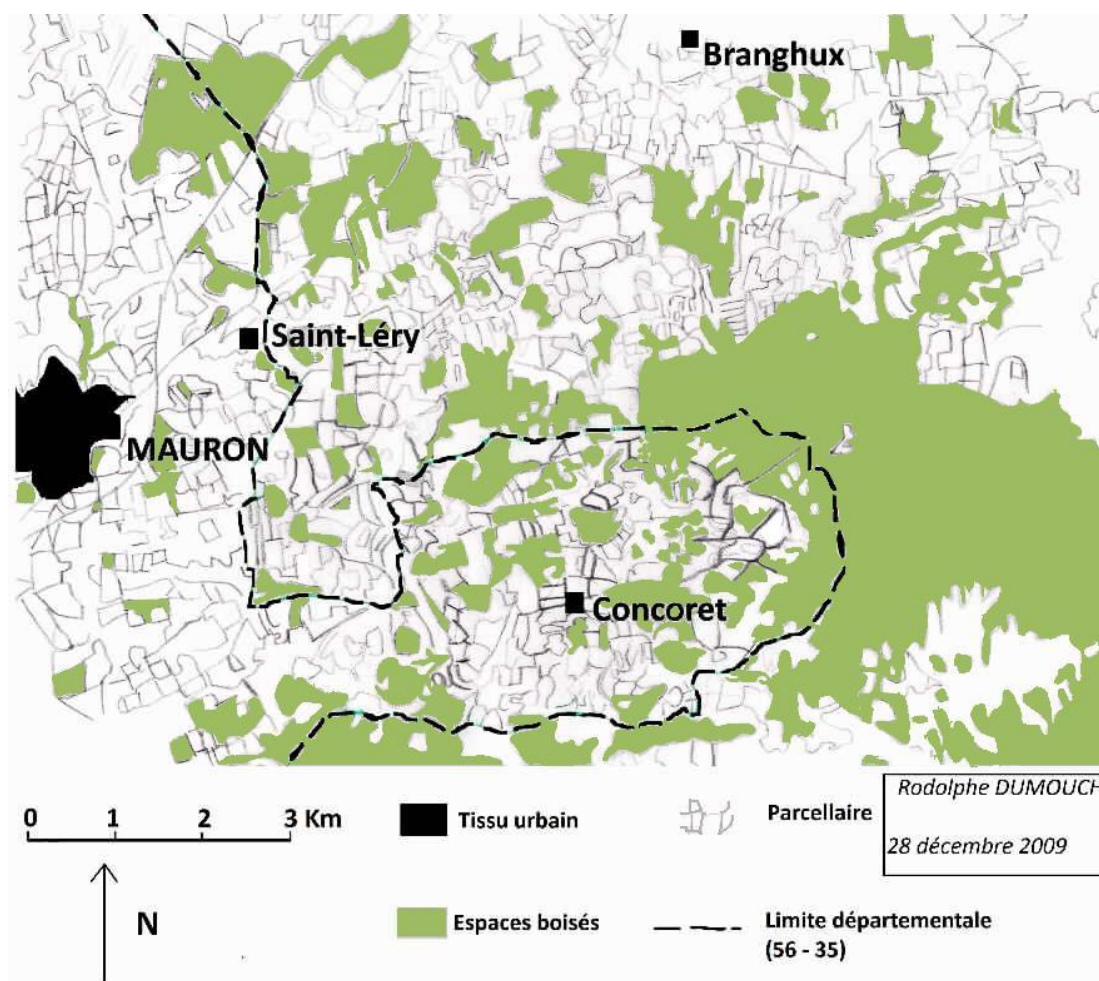 Branghux
Saint-Léry
MAURON
Concoret
0 1 2 3 Km
Tissu urbain
Parcellaire
Rodolphe DUMOUCH
28 décembre 2009
N
Espaces boisés
Limite départementale
(56 - 35)